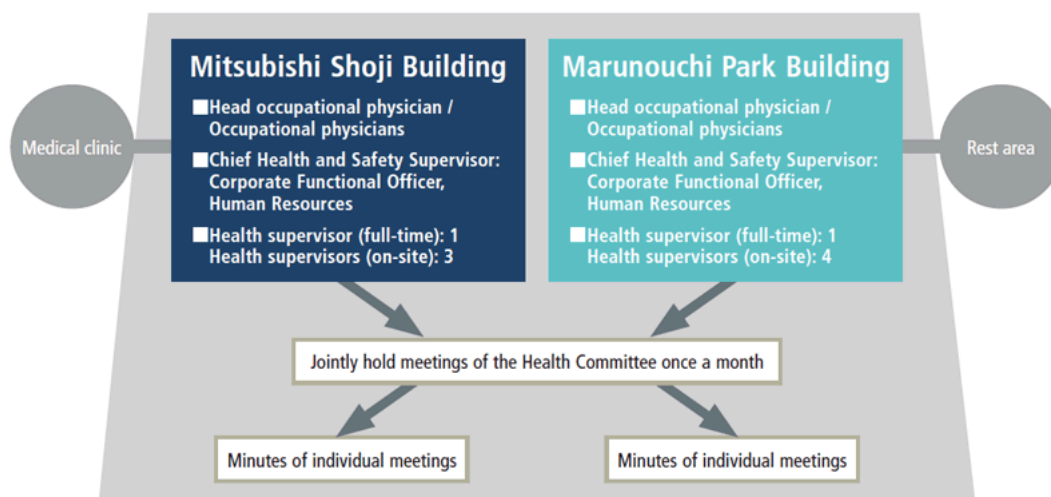 Medical clinic
Mitsubishi Shoji Building
■Head occupational physician /
Occupational physicians
■Chief Health and Safety Supervisor:
Corporate Functional Officer,
Human Resources
■Health supervisor (full-time): 1
Health supervisors (on-site): 3
Marunouchi Park Building
■Head occupational physician /
Occupational physicians
■Chief Health and Safety Supervisor:
Corporate Functional Officer,
Human Resources
■Health supervisor (full-time): 1
Health supervisors (on-site): 4
Rest area
Jointly hold meetings of the Health Committee once a month
Minutes of individual meetings
Minutes of individual meetings